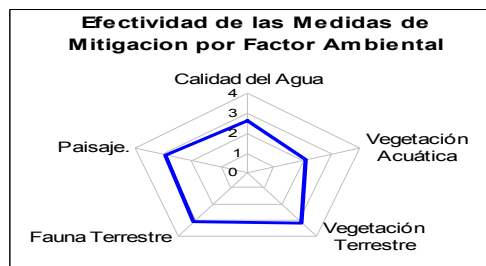 Efectividad de las Medidas de
Mitigacion por Factor Ambiental
Calidad del Agua
4
3
2
1
0
Paisaje.
Vegetación
Acuática
Fauna Terrestre
Vegetación
Terrestre